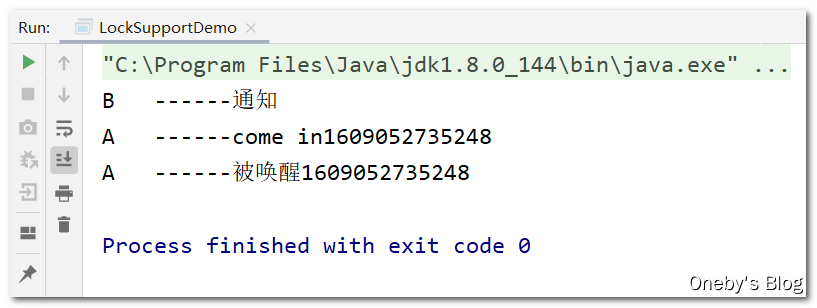 Run: LockSupportDemo ×
"C:\Program Files\Java\jdk1.8.0_144\bin\java.exe" ...
B   ------通知
A   ------come in1609052735248
A   ------被唤醒1609052735248
Process finished with exit code 0
Oneby's Blog